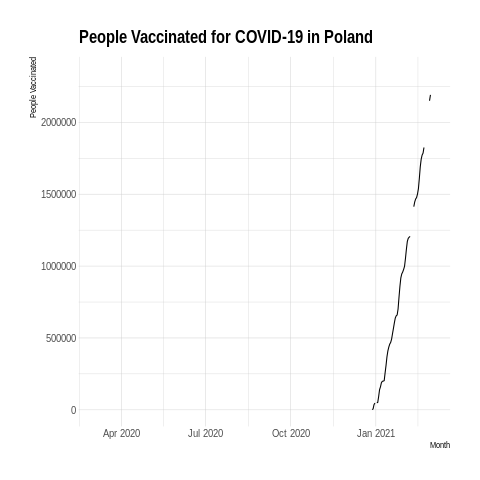 People Vaccinated for COVID-19 in Poland
People Vaccinated
2000000
1500000
1000000
500000
0
Apr 2020 Jul 2020 Oct 2020 Jan 2021
Month